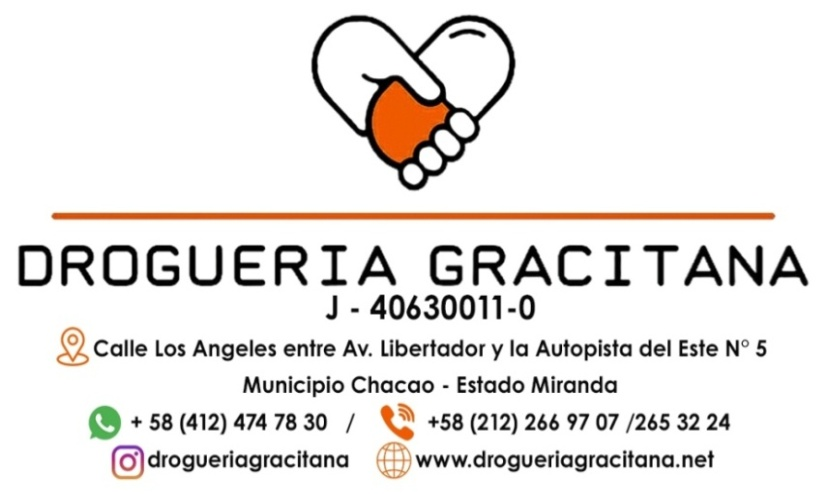 DROGUERIA GRACITANA
J - 40630011-0
Calle Los Angeles entre Av. Libertador y la Autopista del Este N° 5
Municipio Chacao - Estado Miranda
+ 58 (412) 474 78 30 / +58 (212) 266 97 07 /265 32 24
drogueriagracitana www.drogueriagracitana.net